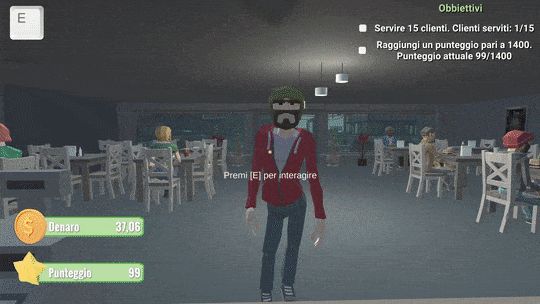 E
Obbiettivi
Servire 15 clienti. Clienti serviti: 1/15
Raggiungi un punteggio pari a 1400.
Punteggio attuale 99/1400
Premi [E] per interagire
Denaro 37,06
Punteggio 99